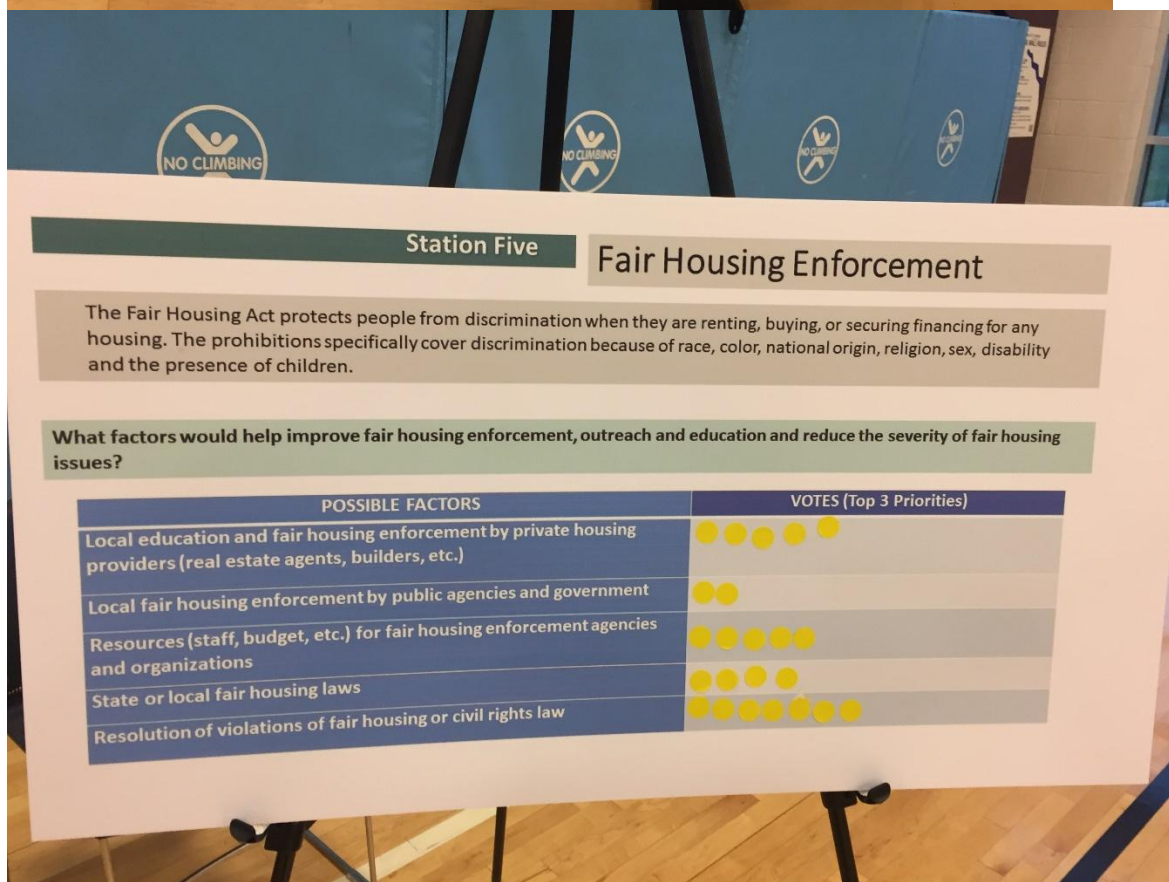 NO CLIMBING
NO CLIMBING
NO CLIMBING
Station Five
Fair Housing Enforcement
The Fair Housing Act protects people from discrimination when they are renting, buying, or securing financing for any
housing. The prohibitions specifically cover discrimination because of race, color, national origin, religion, sex, disability
and the presence of children.
What factors would help improve fair housing enforcement, outreach and education and reduce the severity of fair housing
issues?
POSSIBLE FACTORS
VOTES (Top 3 Priorities)
Local education and fair housing enforcement by private housing
providers (real estate agents, builders, etc.)
Local fair housing enforcement by public agencies and government
Resources (staff, budget, etc.) for fair housing enforcement agencies
and organizations
State or local fair housing laws
Resolution of violations of fair housing or civil rights law